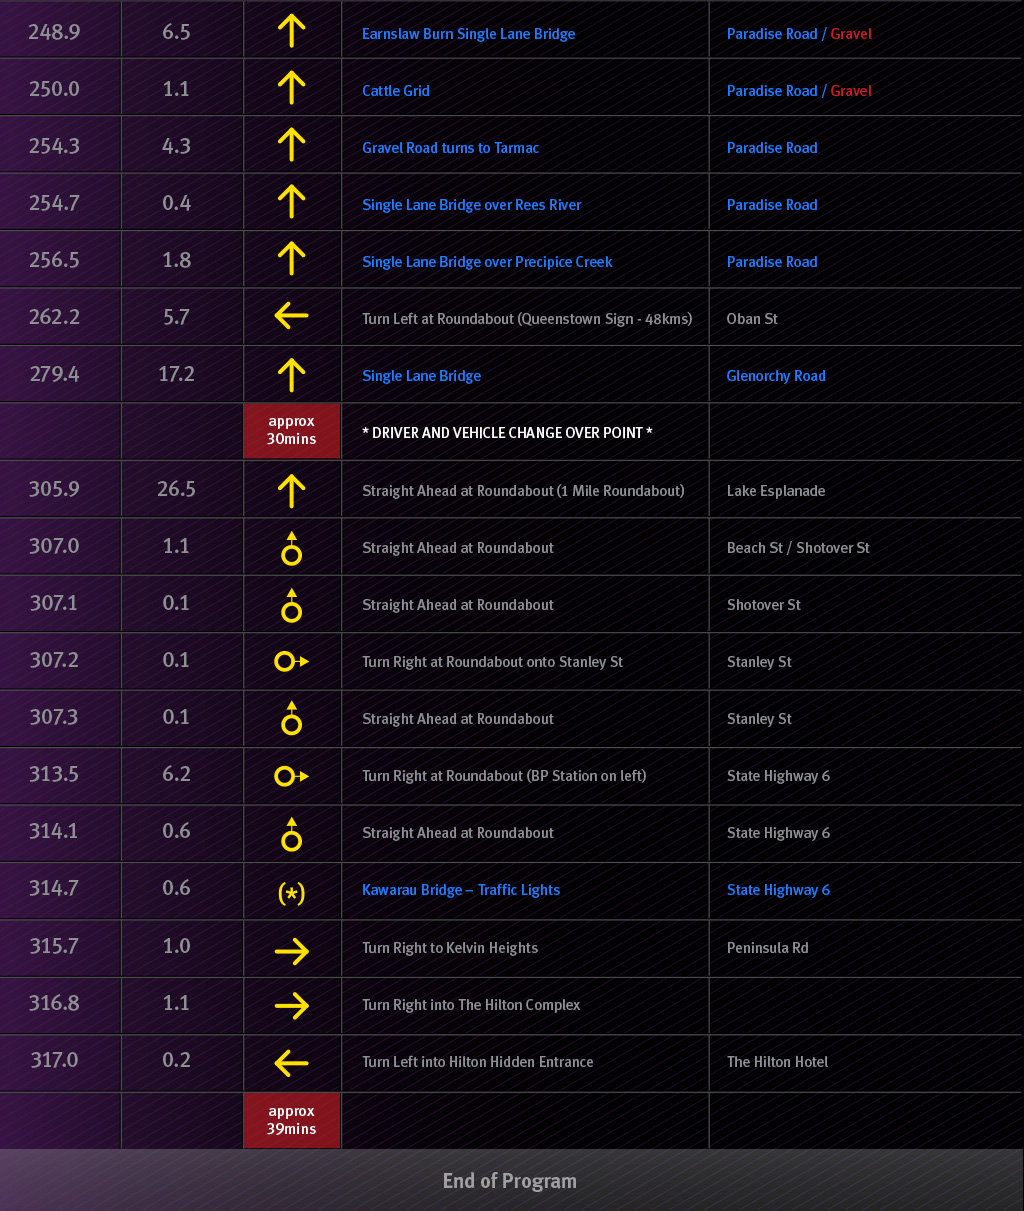 248.9 6.5 Earnslaw Burn Single Lane Bridge Paradise Road / Gravel
250.0 1.1 Cattle Grid Paradise Road / Gravel
254.3 4.3 Gravel Road turns to Tarmac Paradise Road
254.7 0.4 Single Lane Bridge over Rees River Paradise Road
256.5 1.8 Single Lane Bridge over Precipice Creek Paradise Road
262.2 5.7 Turn Left at Roundabout (Queenstown Sign - 48kms) Oban St
279.4 17.2 Single Lane Bridge Glenorchy Road
approx
30mins * DRIVER AND VEHICLE CHANGE OVER POINT *
305.9 26.5 Straight Ahead at Roundabout (1 Mile Roundabout) Lake Esplanade
307.0 1.1 Straight Ahead at Roundabout Beach St / Shotover St
307.1 0.1 Straight Ahead at Roundabout Shotover St
307.2 0.1 Turn Right at Roundabout onto Stanley St Stanley St
307.3 0.1 Straight Ahead at Roundabout Stanley St
313.5 6.2 Turn Right at Roundabout (BP Station on left) State Highway 6
314.1 0.6 Straight Ahead at Roundabout State Highway 6
314.7 0.6 (*) Kawarau Bridge – Traffic Lights State Highway 6
315.7 1.0 Turn Right to Kelvin Heights Peninsula Rd
316.8 1.1 Turn Right into The Hilton Complex
317.0 0.2 Turn Left into Hilton Hidden Entrance The Hilton Hotel
approx
39mins
End of Program